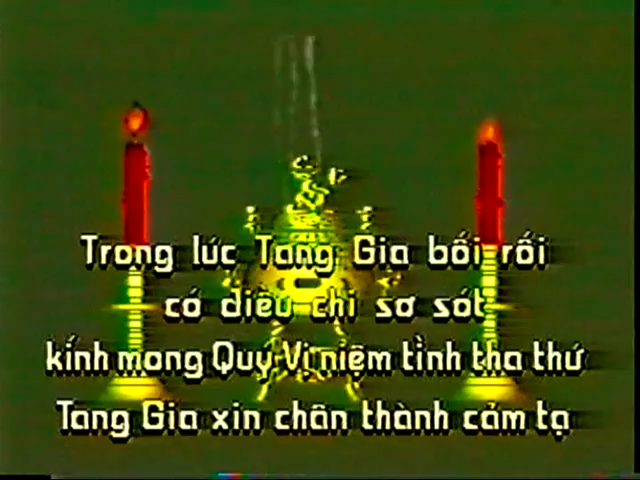 Trong lúc Tang Gia bối rối
có điều chi sơ sót
kính mong Quý Vị niệm tình tha thứ
Tang Gia xin chân thành cảm tạ